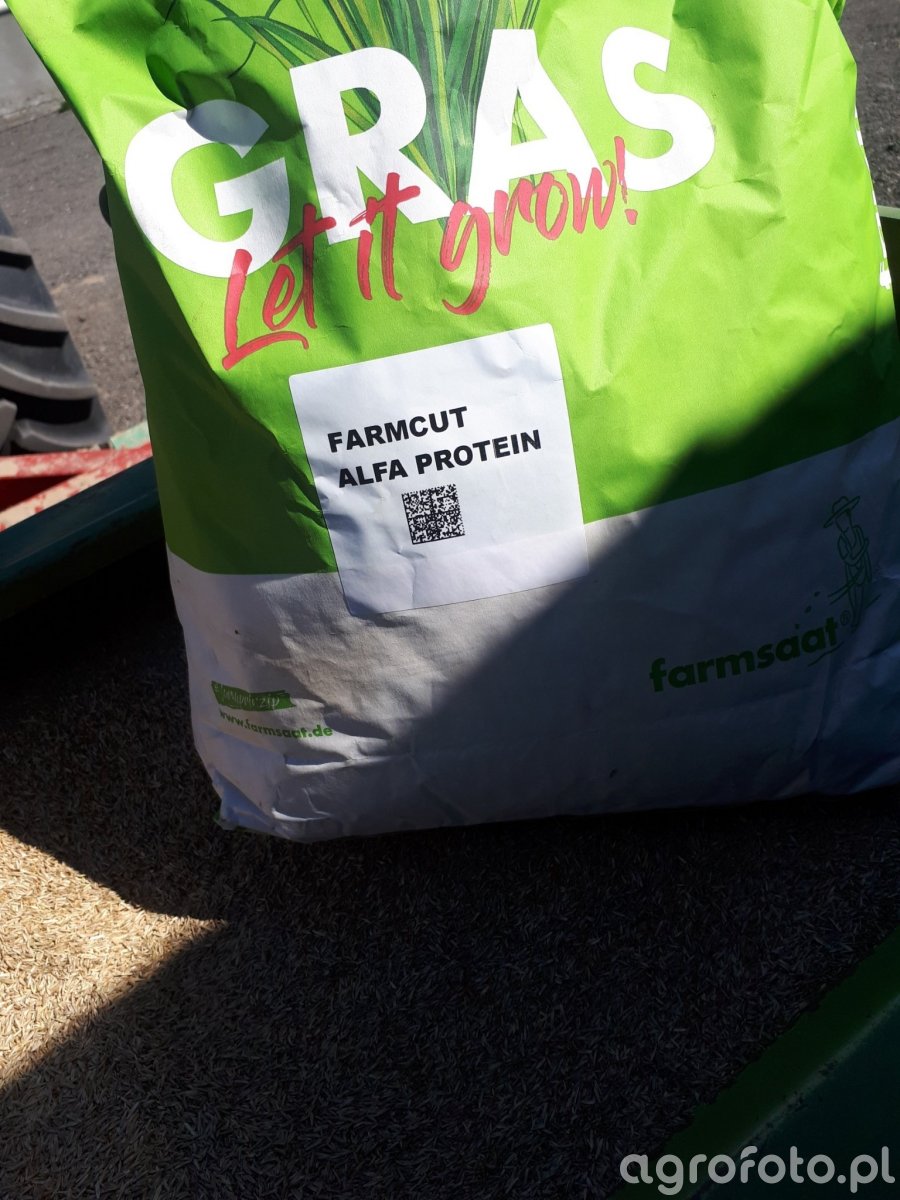 GRAS
Let it grow!
FARMCUT
ALFA PROTEIN
farmsaat®
www.farmsaat.de
agrofoto.pl